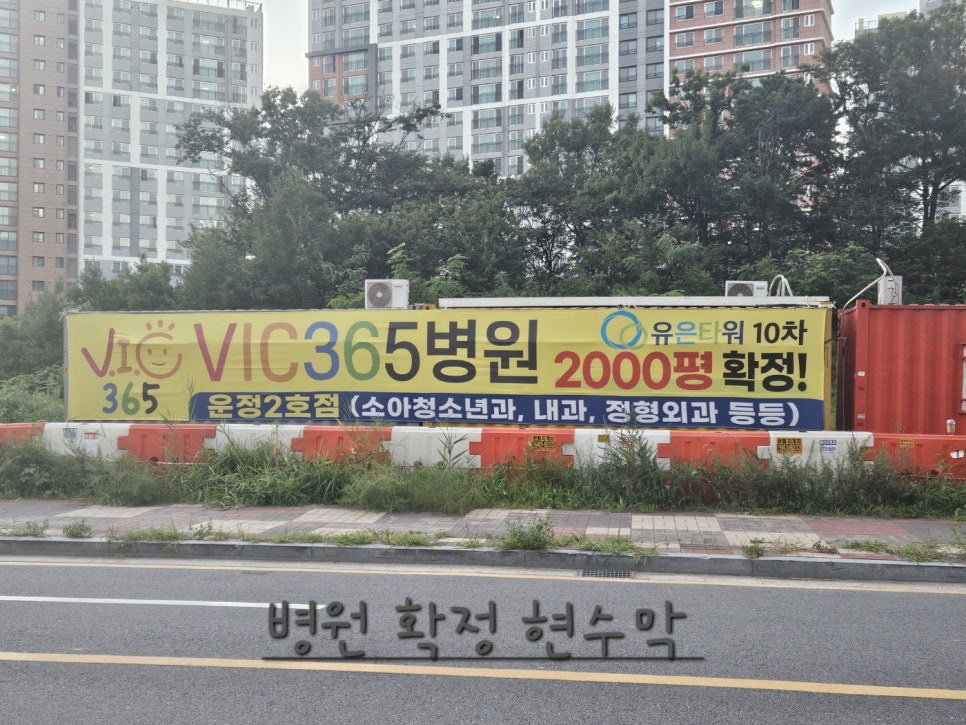 V.I.C
365
VIC365병원
유은타워 10차
2000평 확정!
운정2호점 (소아청소년과, 내과, 정형외과 등등)
병원 확정 현수막